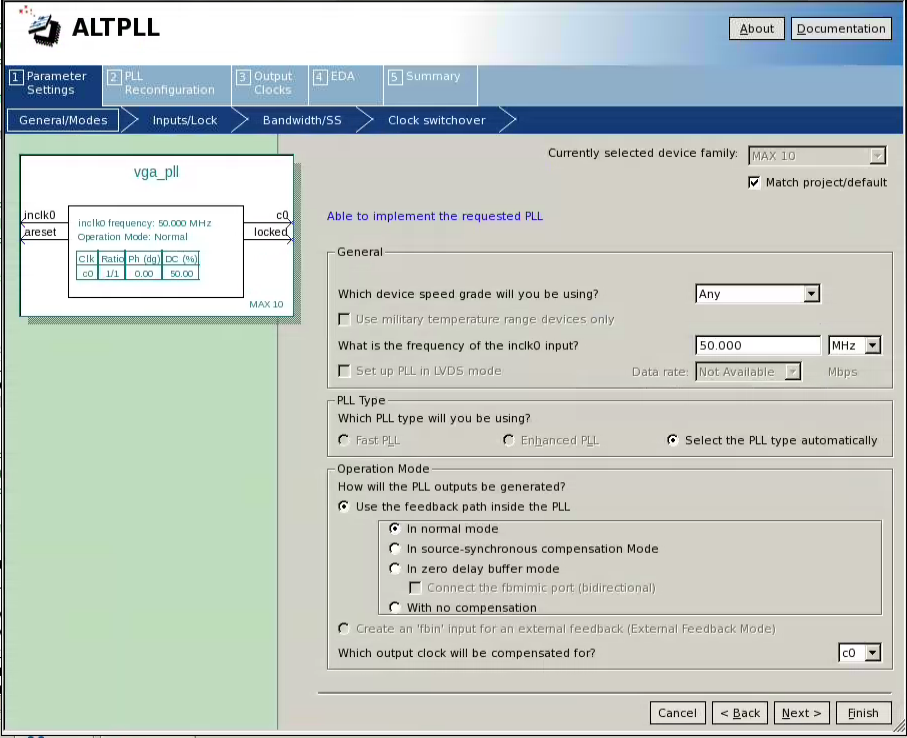 ALTPLL
About
Documentation
1 Parameter Settings
2 PLL Reconfiguration
3 Output Clocks
4 EDA
5 Summary
General/Modes
Inputs/Lock
Bandwidth/SS
Clock switchover
vga_pll
inclk0
areset
c0
locked
inclk0 frequency: 50.000 MHz
Operation Mode: Normal
Clk Ratio Ph (dg) DC (%)
c0 1/1 0.00 50.00
MAX 10
Currently selected device family: MAX 10
Match project/default
Able to implement the requested PLL
General
Which device speed grade will you be using? Any
Use military temperature range devices only
What is the frequency of the inclk0 input? 50.000 MHz
Set up PLL in LVDS mode Data rate: Not Available Mbps
PLL Type
Which PLL type will you be using?
Fast PLL Enhanced PLL Select the PLL type automatically
Operation Mode
How will the PLL outputs be generated?
Use the feedback path inside the PLL
In normal mode
In source-synchronous compensation Mode
In zero delay buffer mode
Connect the fbmimic port (bidirectional)
With no compensation
Create an 'fbin' input for an external feedback (External Feedback Mode)
Which output clock will be compensated for? c0
Cancel < Back Next > Finish